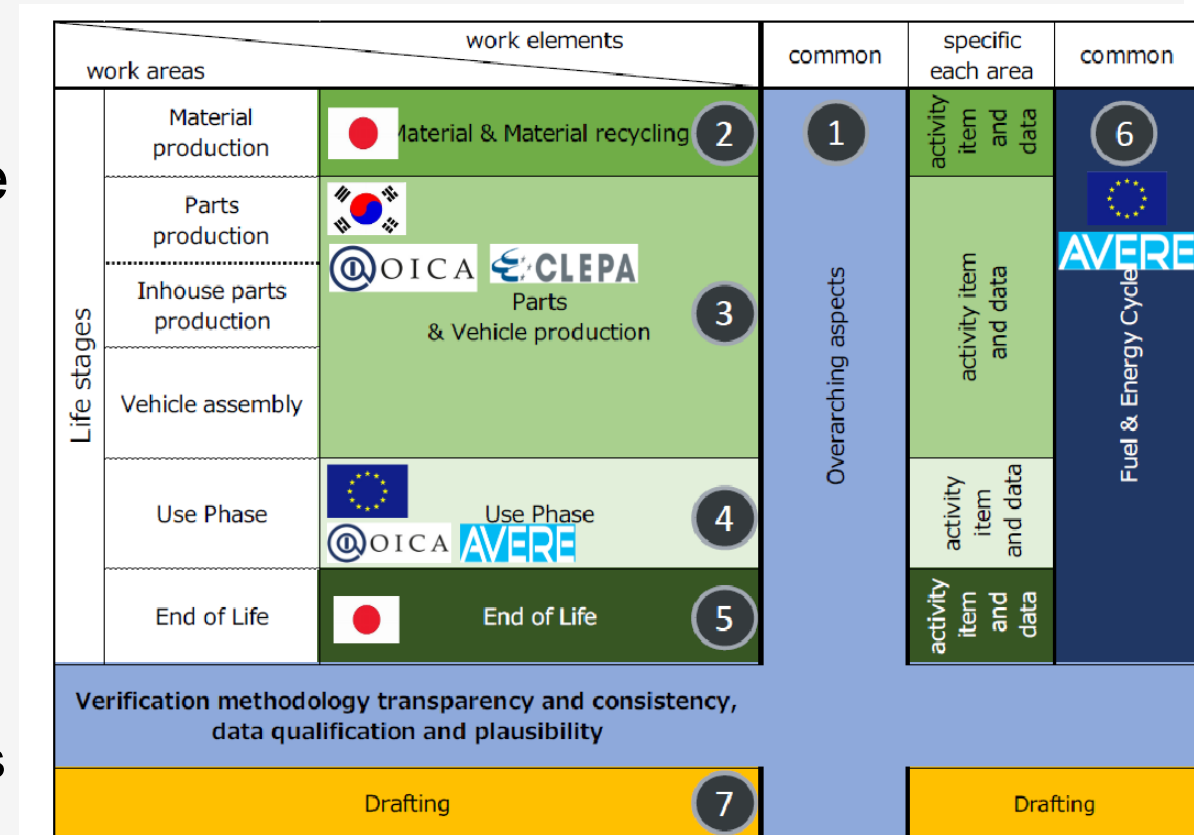 work elements
work areas
common
specific
each area
common
e
Life stages
Material
production
Material & Material recycling
2
1
activity
item
and
data
6
AVERE
Parts
production
Inhouse parts
production
Vehicle assembly
OICA
CLEPA
Parts
& Vehicle production
3
Overarching aspects
activity item
and data
Fuel & Energy Cycle
Use Phase
Use Phase
OICA
AVERE
4
activity
item
and data
End of Life
End of Life
5
activity
item
and
data
Verification methodology transparency and consistency,
data qualification and plausibility
s
Drafting
7
Drafting